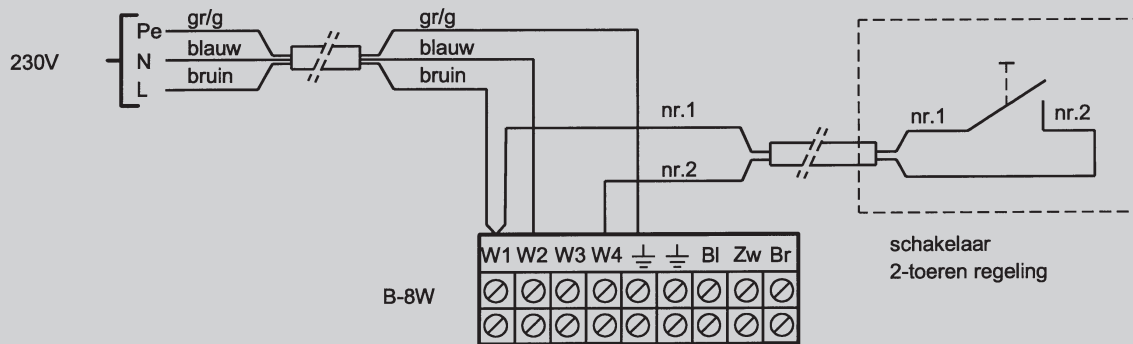 gr/g
gr/g
Pe
blauw
blauw
230V
N
bruin
bruin
L
nr.1
nr.1
nr.2
nr.2
W1 W2 W3 W4 Bl Zw Br
schakelaar
2-toeren regeling
B-8W